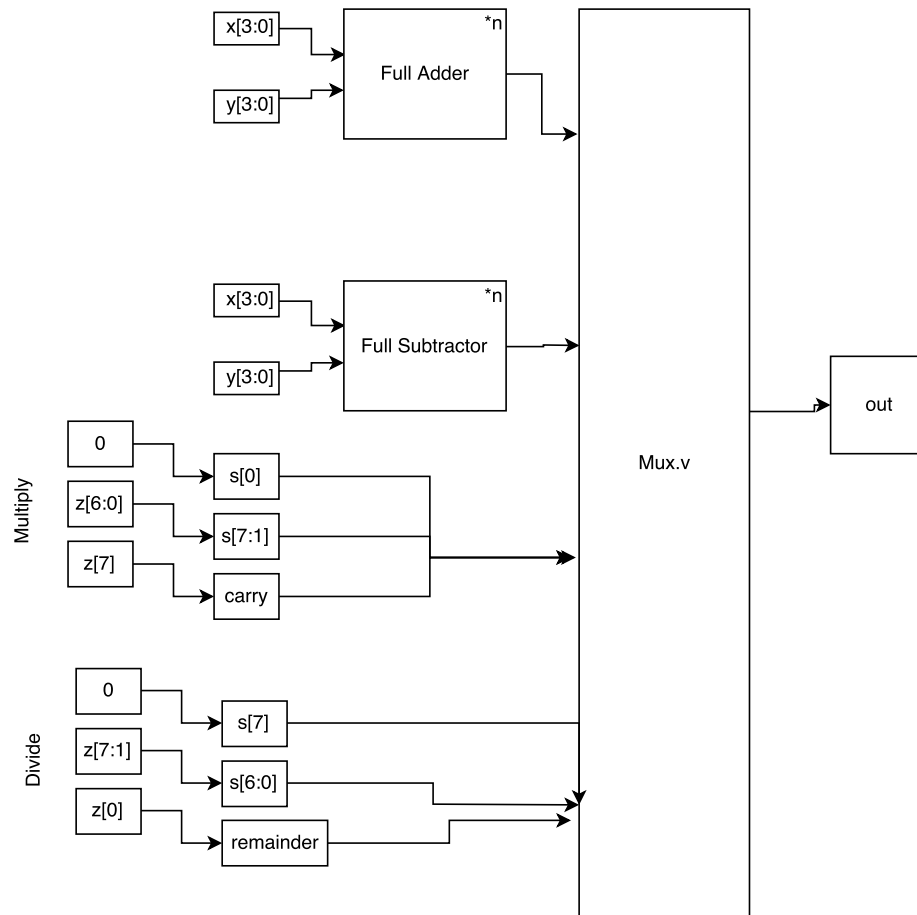 x[3:0]
*n
Full Adder
y[3:0]
x[3:0]
*n
Full Subtractor
y[3:0]
out
Mux.v
Multiply
0
s[0]
z[6:0]
s[7:1]
z[7]
carry
Divide
0
s[7]
z[7:1]
s[6:0]
z[0]
remainder